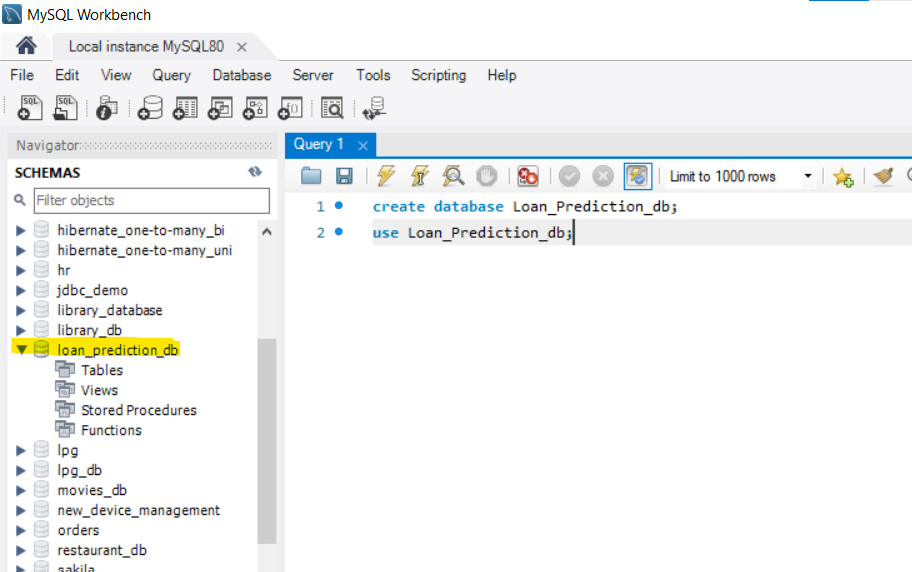 MySQL Workbench
Local instance MySQL80
File Edit View Query Database Server Tools Scripting Help
Navigator
SCHEMAS
Filter objects
hibernate_one-to-many_bi
hibernate_one-to-many_uni
hr
jdbc_demo
library_database
library_db
loan_prediction_db
Tables
Views
Stored Procedures
Functions
lpg
lpg_db
movies_db
new_device_management
orders
restaurant_db
sakila
Query 1
Limit to 1000 rows
1 create database Loan_Prediction_db;
2 use Loan_Prediction_db;